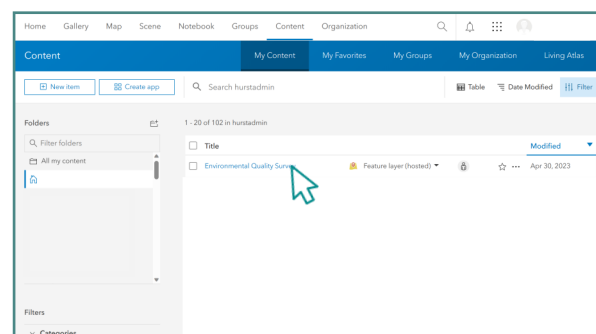 Home Gallery Map Scene Notebook Groups Content Organization
Content My Content My Favorites My Groups My Organization Living Atlas
New item Create app Search hurstadmin Table Date Modified Filter
Folders
1 - 20 of 102 in hurstadmin
Filter folders
Title Modified
All my content
Environmental Quality Survey Feature layer (hosted) Apr 30, 2023
Filters
Categories